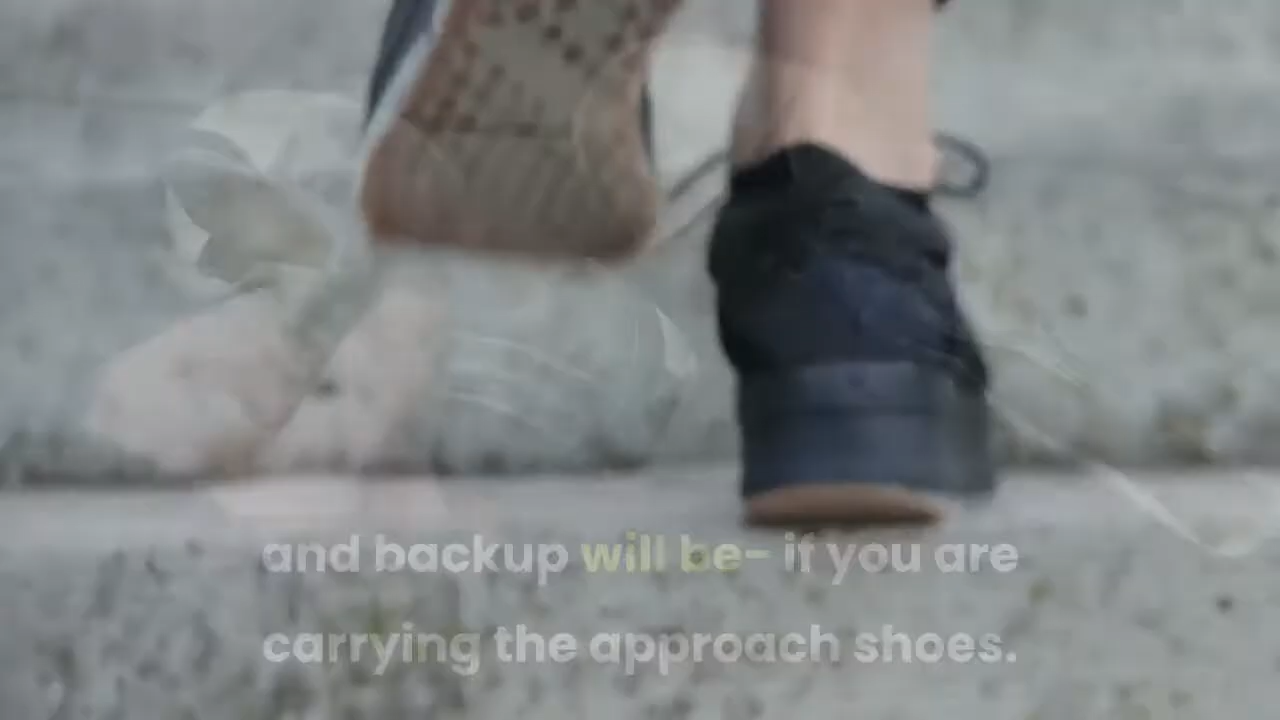 and backup will be- if you are
carrying the approach shoes.